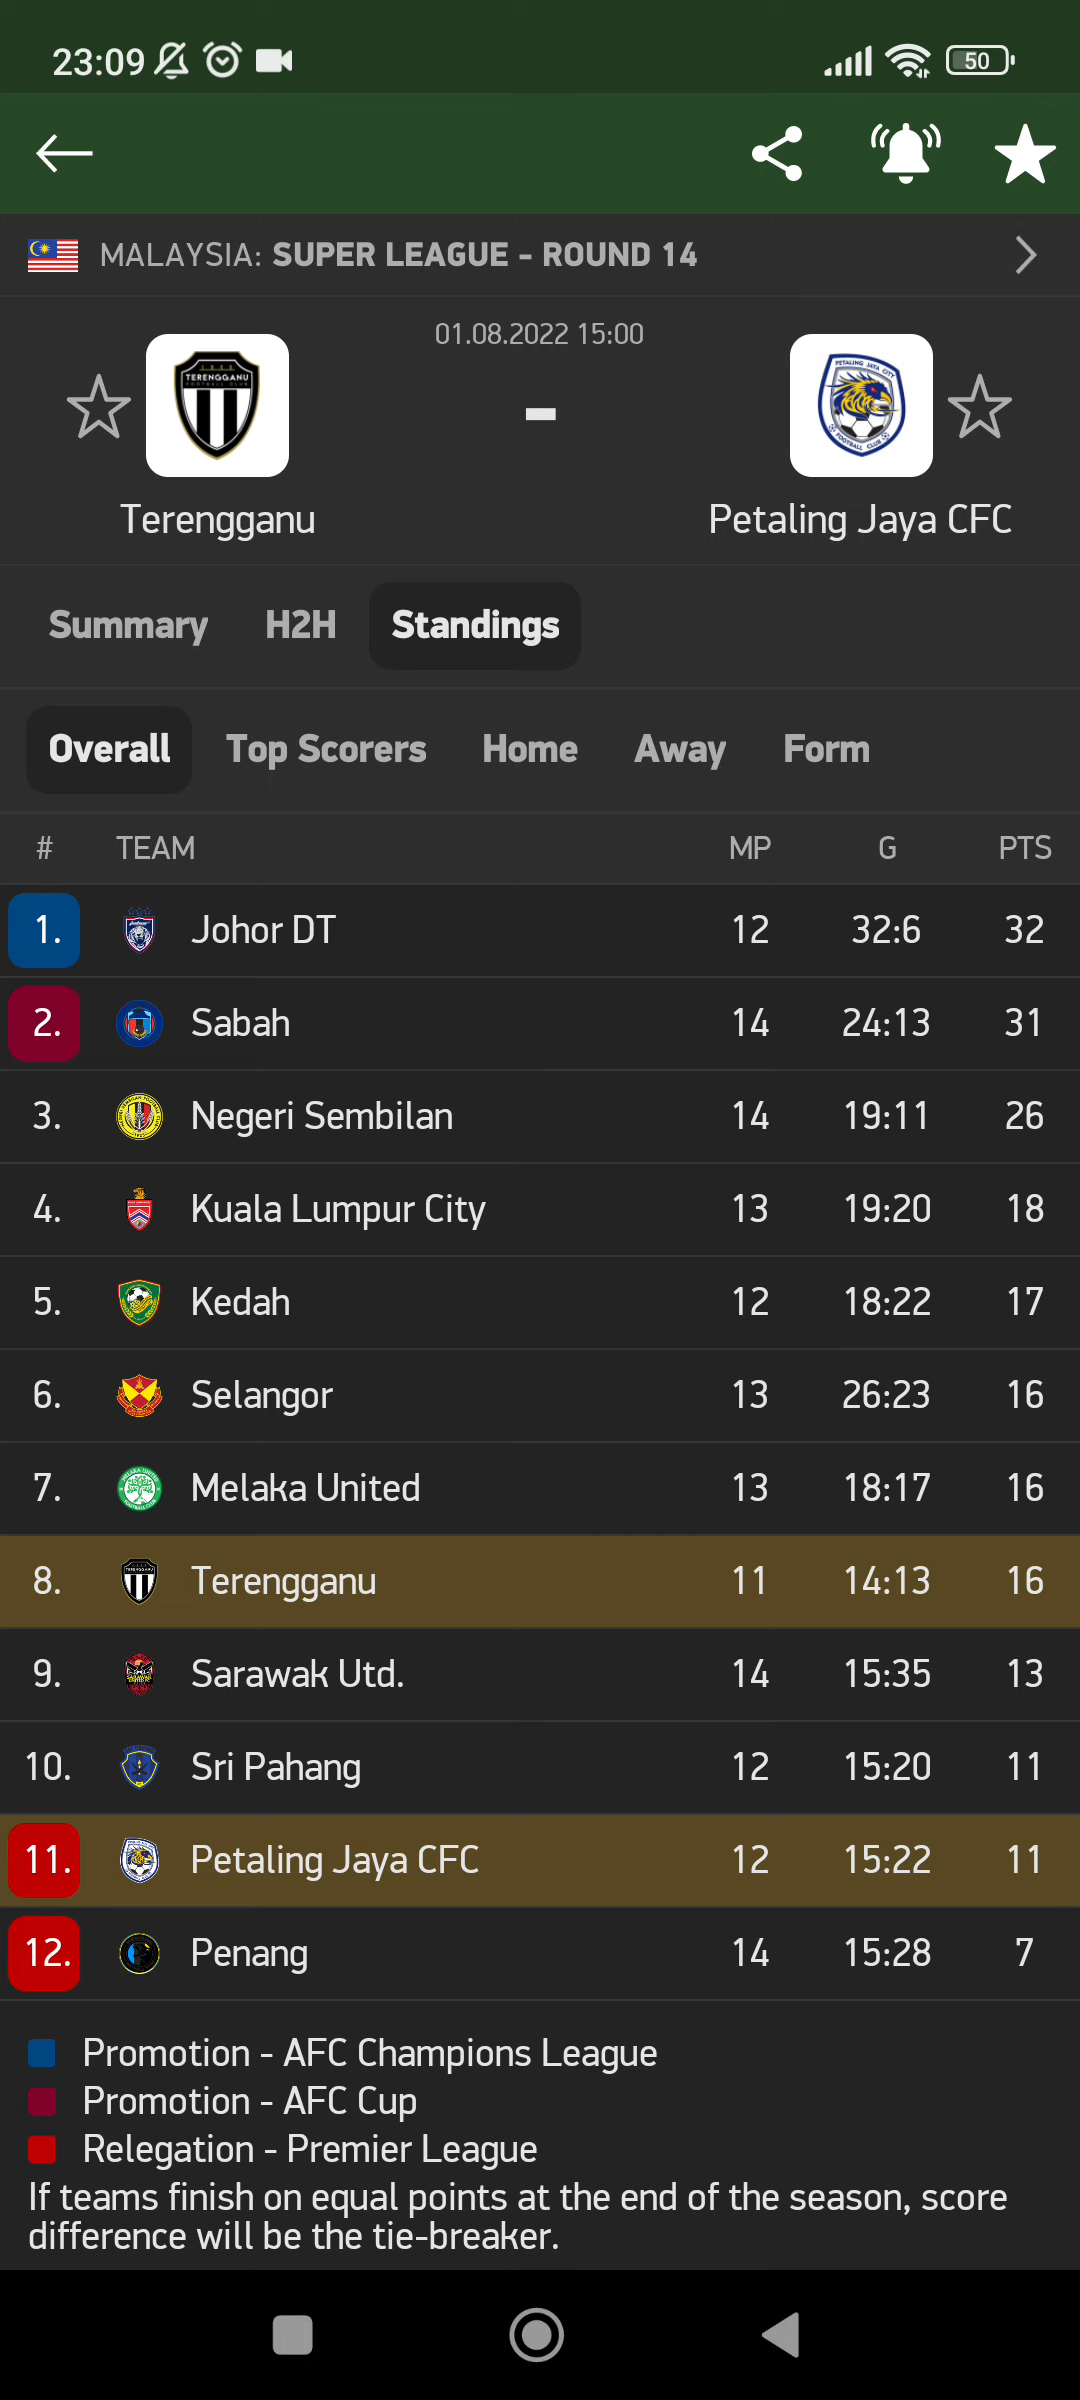 23:09
50
MALAYSIA: SUPER LEAGUE - ROUND 14
01.08.2022 15:00
TERENGGANU
PETALING JAYA CITY
FOOTBALL CLUB
-
Terengganu
Petaling Jaya CFC
Summary H2H Standings
Overall Top Scorers Home Away Form
# TEAM MP G PTS
1. Johor DT 12 32:6 32
2. Sabah 14 24:13 31
3. Negeri Sembilan 14 19:11 26
4. Kuala Lumpur City 13 19:20 18
5. Kedah 12 18:22 17
6. Selangor 13 26:23 16
7. Melaka United 13 18:17 16
8. Terengganu 11 14:13 16
9. Sarawak Utd. 14 15:35 13
10. Sri Pahang 12 15:20 11
11. Petaling Jaya CFC 12 15:22 11
12. Penang 14 15:28 7
Promotion - AFC Champions League
Promotion - AFC Cup
Relegation - Premier League
If teams finish on equal points at the end of the season, score
difference will be the tie-breaker.